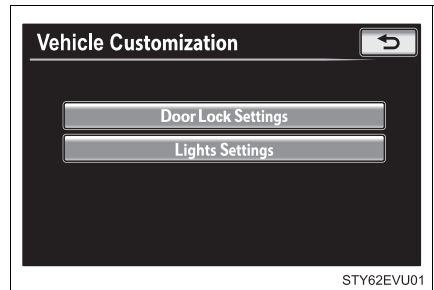 Vehicle Customization
Door Lock Settings
Lights Settings
STY62EVU01